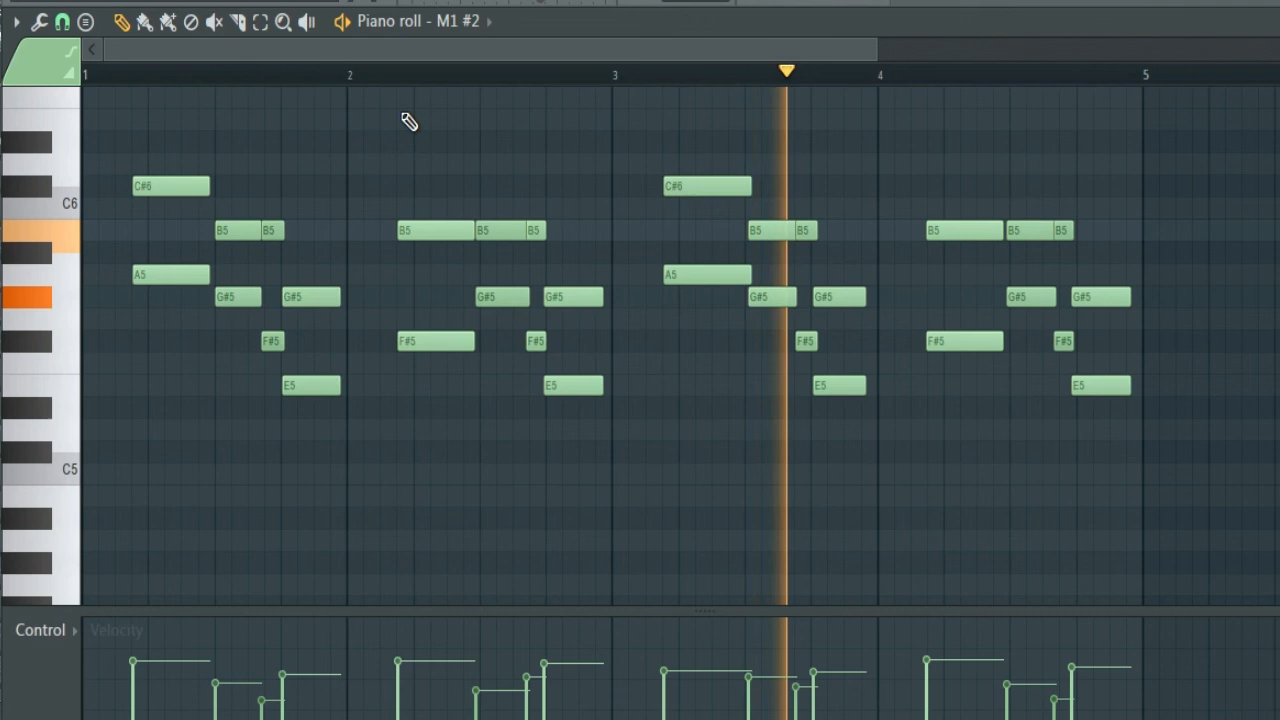 Piano roll - M1 #2
1 2 3 4 5
C#6 C#6
C6
B5 B5 B5 B5 B5 B5 B5 B5 B5 B5
A5 A5
G#5 G#5 G#5 G#5 G#5 G#5 G#5 G#5
F#5 F#5 F#5 F#5 F#5 F#5
E5 E5 E5 E5
C5
Control Velocity